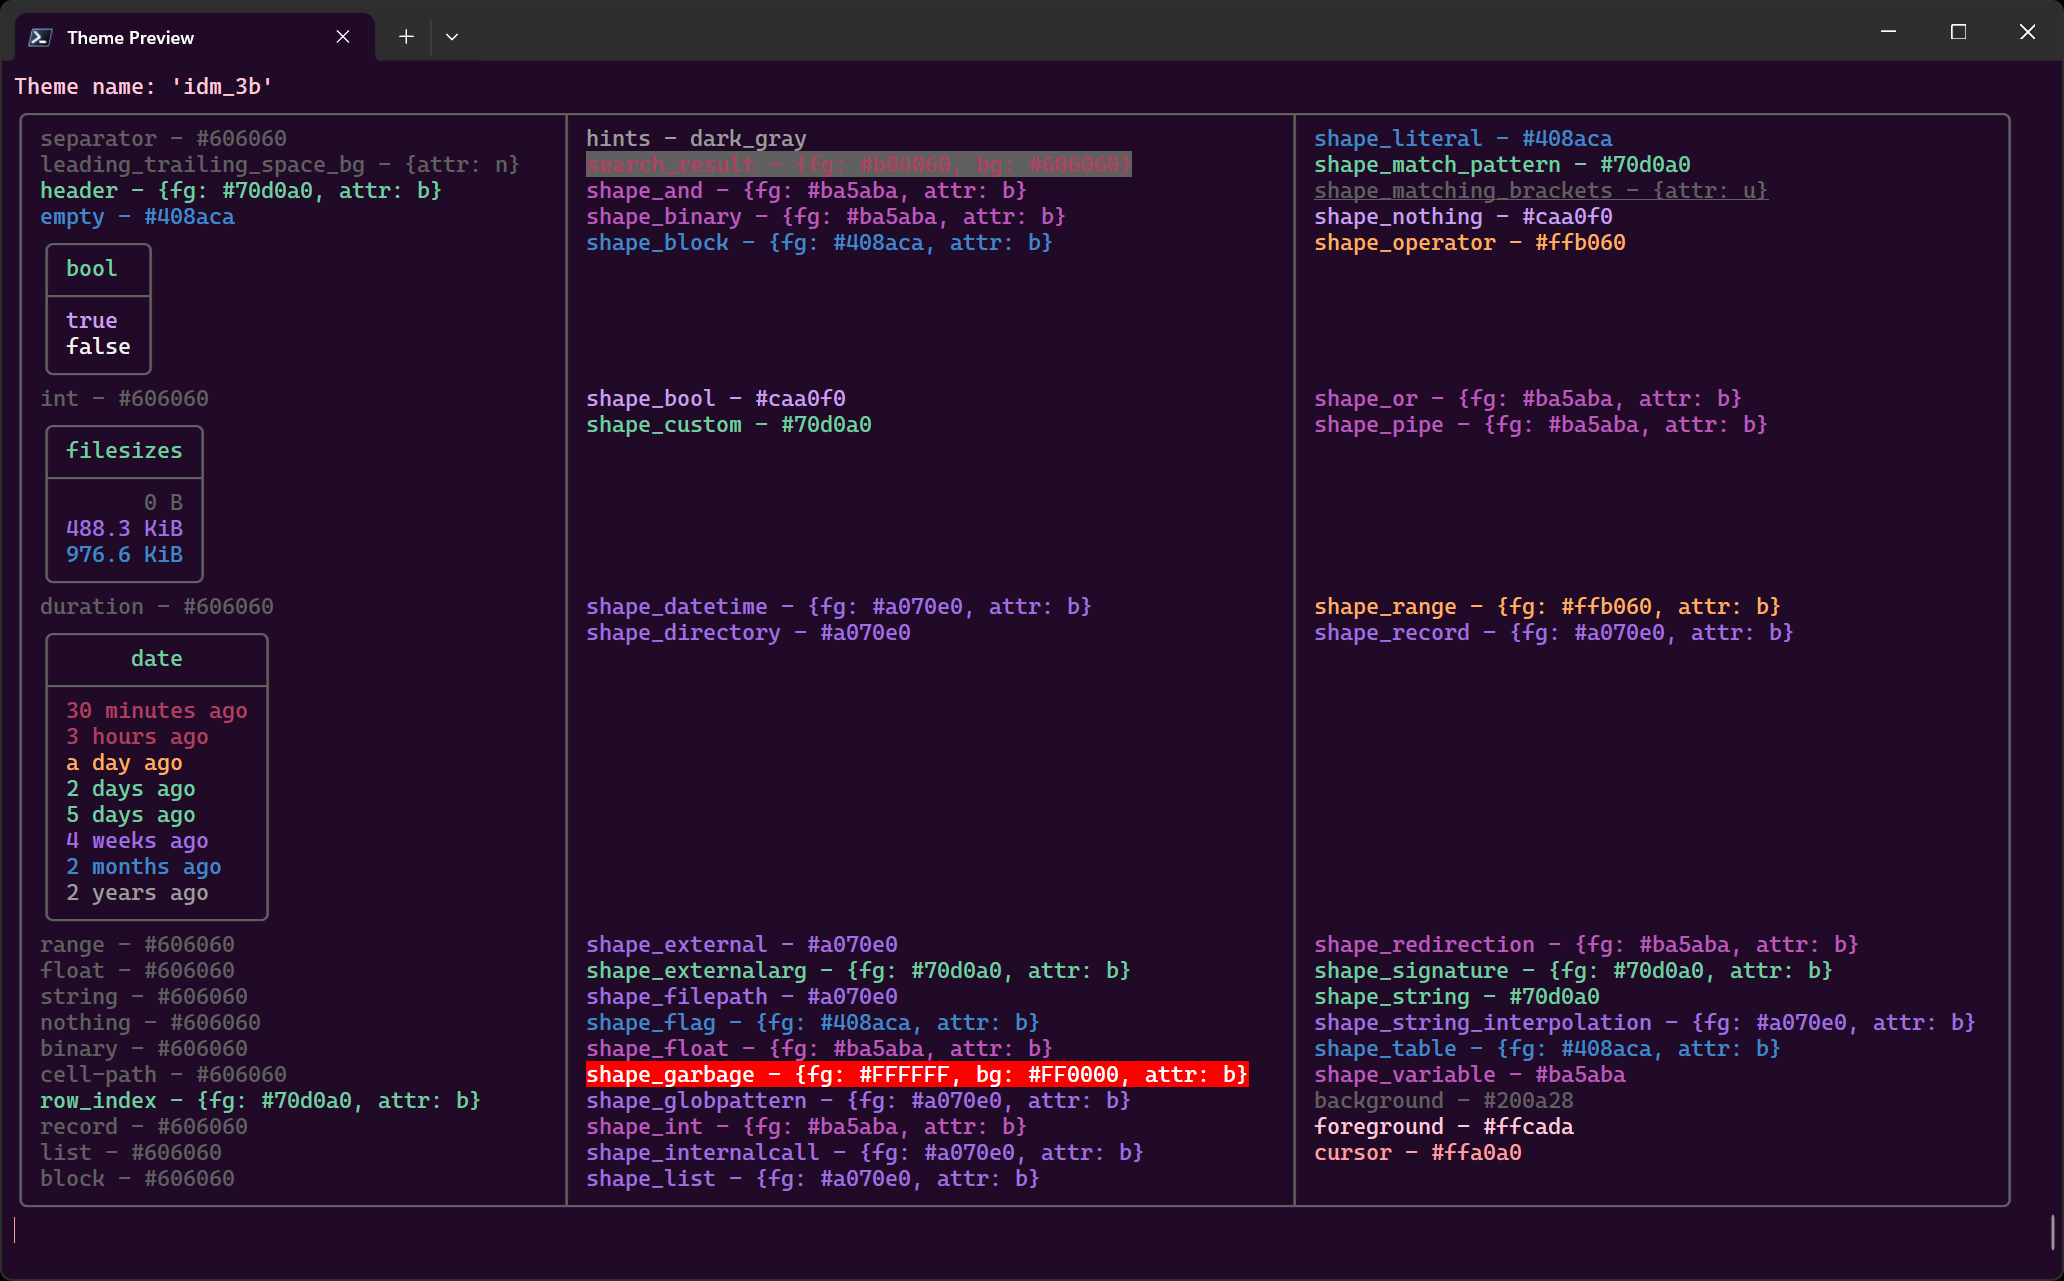 Theme Preview
Theme name: 'idm_3b'
separator - #606060
leading_trailing_space_bg - {attr: n}
header - {fg: #70d0a0, attr: b}
empty - #408aca
bool
true
false
int - #606060
filesizes
0 B
488.3 KiB
976.6 KiB
duration - #606060
date
30 minutes ago
3 hours ago
a day ago
2 days ago
5 days ago
4 weeks ago
2 months ago
2 years ago
range - #606060
float - #606060
string - #606060
nothing - #606060
binary - #606060
cell-path - #606060
row_index - {fg: #70d0a0, attr: b}
record - #606060
list - #606060
block - #606060
hints - dark_gray
search_result - {fg: #b04060, bg: #606060}
shape_and - {fg: #ba5aba, attr: b}
shape_binary - {fg: #ba5aba, attr: b}
shape_block - {fg: #408aca, attr: b}
shape_bool - #caa0f0
shape_custom - #70d0a0
shape_datetime - {fg: #a070e0, attr: b}
shape_directory - #a070e0
shape_external - #a070e0
shape_externalarg - {fg: #70d0a0, attr: b}
shape_filepath - #a070e0
shape_flag - {fg: #408aca, attr: b}
shape_float - {fg: #ba5aba, attr: b}
shape_garbage - {fg: #FFFFFF, bg: #FF0000, attr: b}
shape_globpattern - {fg: #a070e0, attr: b}
shape_int - {fg: #ba5aba, attr: b}
shape_internalcall - {fg: #a070e0, attr: b}
shape_list - {fg: #a070e0, attr: b}
shape_literal - #408aca
shape_match_pattern - #70d0a0
shape_matching_brackets - {attr: u}
shape_nothing - #caa0f0
shape_operator - #ffb060
shape_or - {fg: #ba5aba, attr: b}
shape_pipe - {fg: #ba5aba, attr: b}
shape_range - {fg: #ffb060, attr: b}
shape_record - {fg: #a070e0, attr: b}
shape_redirection - {fg: #ba5aba, attr: b}
shape_signature - {fg: #70d0a0, attr: b}
shape_string - #70d0a0
shape_string_interpolation - {fg: #a070e0, attr: b}
shape_table - {fg: #408aca, attr: b}
shape_variable - #ba5aba
background - #200a28
foreground - #ffcada
cursor - #ffa0a0